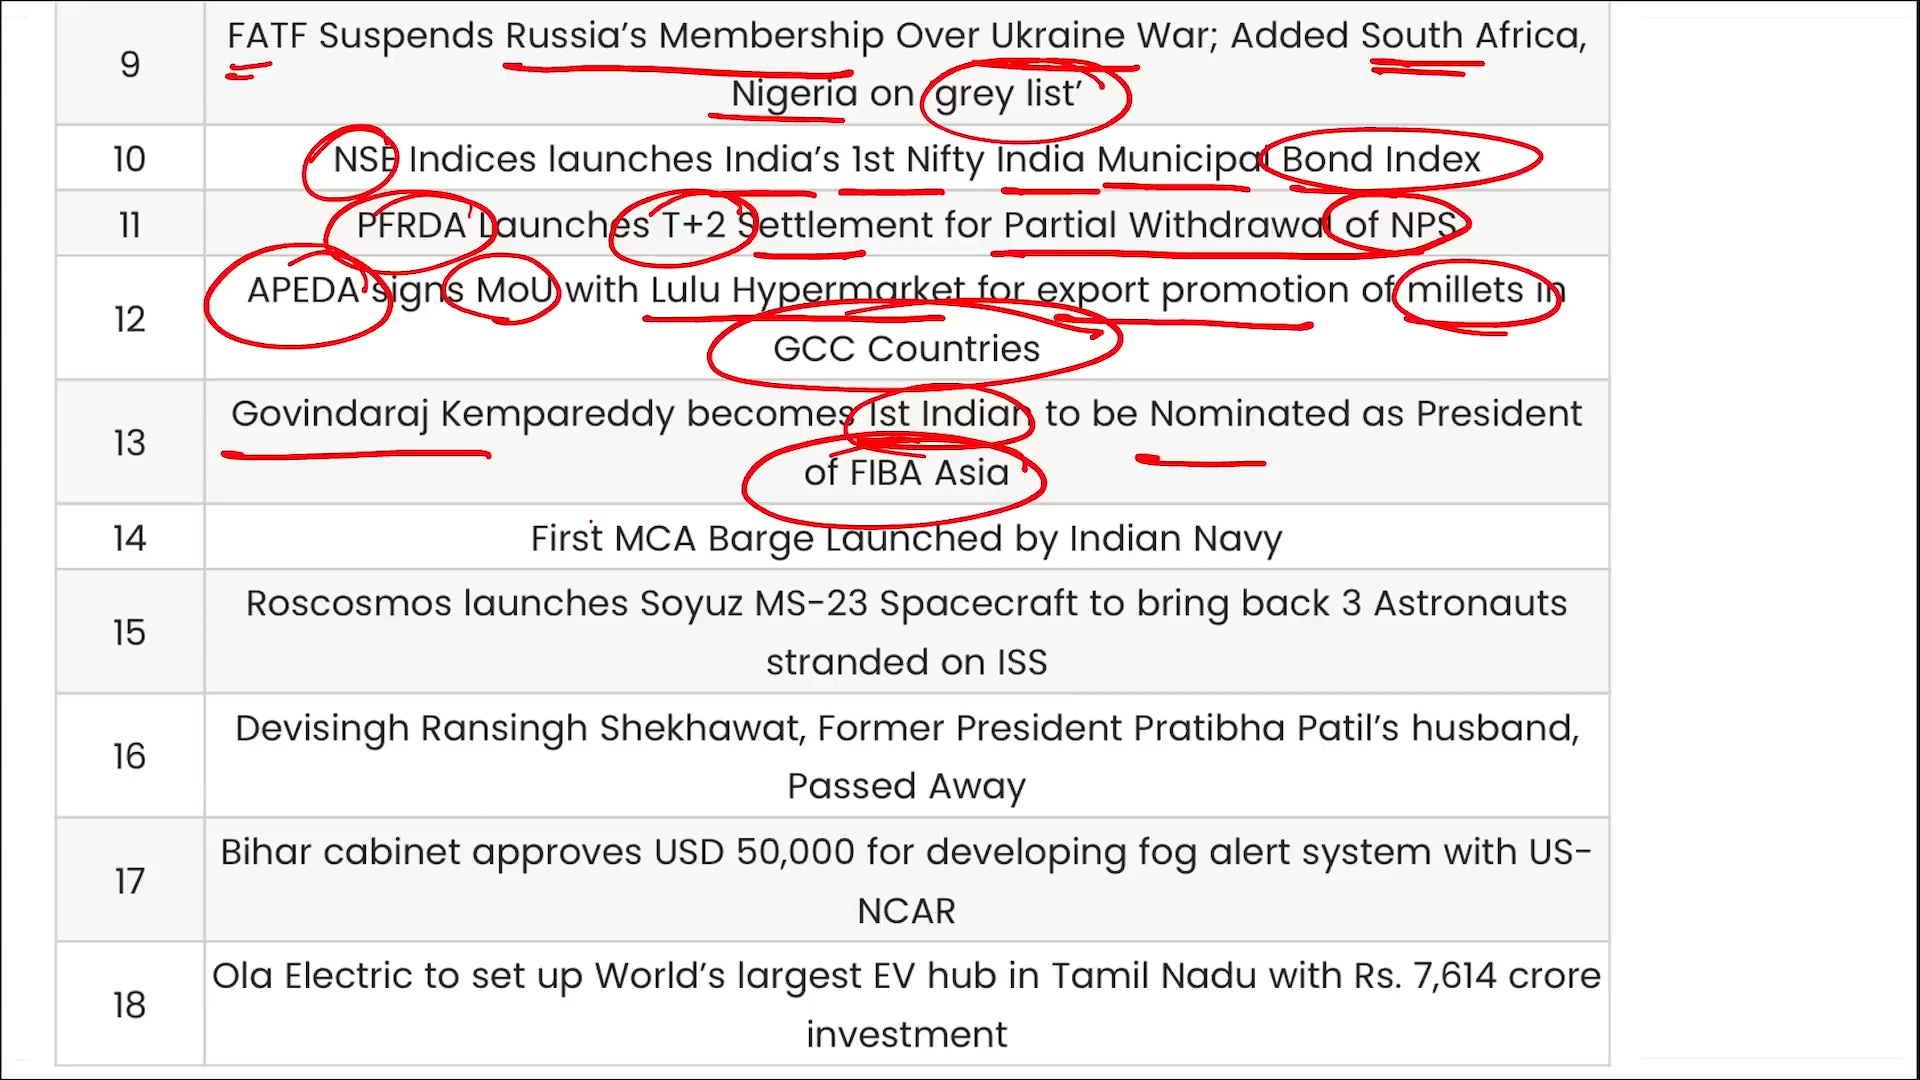 9
FATF Suspends Russia’s Membership Over Ukraine War; Added South Africa,
Nigeria on ‘grey list’
10
NSE Indices launches India’s 1st Nifty India Municipal Bond Index
11
PFRDA Launches T+2 Settlement for Partial Withdrawal of NPS
12
APEDA signs MoU with Lulu Hypermarket for export promotion of millets in
GCC Countries
13
Govindaraj Kempareddy becomes 1st Indian to be Nominated as President
of FIBA Asia
14
First MCA Barge Launched by Indian Navy
15
Roscosmos launches Soyuz MS-23 Spacecraft to bring back 3 Astronauts
stranded on ISS
16
Devisingh Ransingh Shekhawat, Former President Pratibha Patil’s husband,
Passed Away
17
Bihar cabinet approves USD 50,000 for developing fog alert system with US-
NCAR
18
Ola Electric to set up World’s largest EV hub in Tamil Nadu with Rs. 7,614 crore
investment